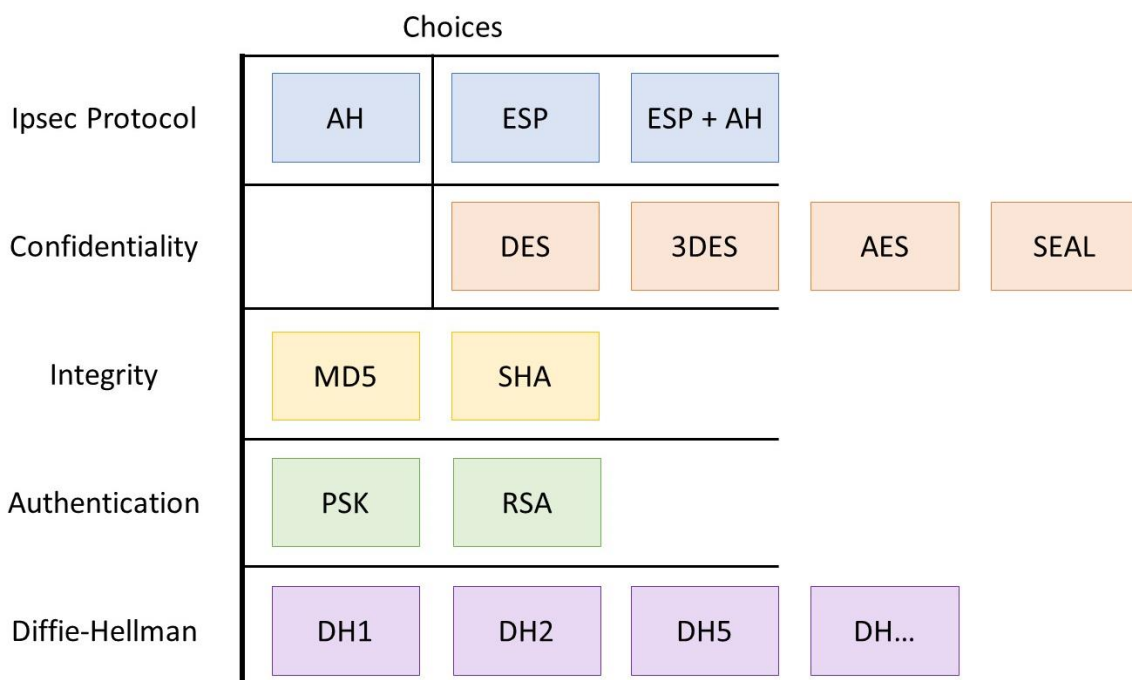 Choices
Ipsec Protocol
AH
ESP
ESP + AH
Confidentiality
DES
3DES
AES
SEAL
Integrity
MD5
SHA
Authentication
PSK
RSA
Diffie-Hellman
DH1
DH2
DH5
DH...